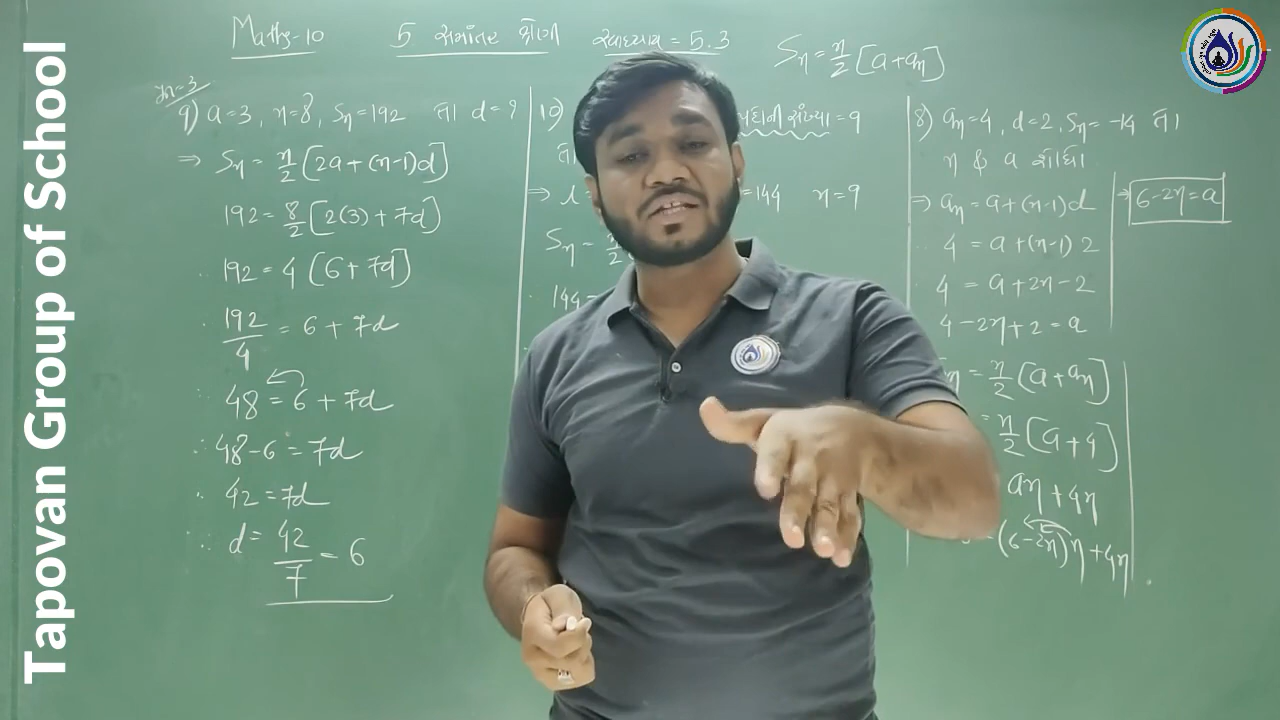 Tapovan Group of School
Maths-10 5 સમાંતર શ્રેણી સ્વાધ્યાય = 5.3
Sₙ = n/2 [a + aₙ]
9) a = 3, n = 8, Sₙ = 192 તો d = ?
⇒ Sₙ = n/2 [2a + (n-1)d]
192 = 8/2 [2(3) + 7d]
∴ 192 = 4 [6 + 7d]
∴ 192/4 = 6 + 7d
∴ 48 = 6 + 7d
∴ 48 - 6 = 7d
∴ 42 = 7d
∴ d = 42/7 = 6
10) પદોની સંખ્યા = 9
તો
⇒ l = 144 n = 9
Sₙ = n/2
144 =
8) aₙ = 4, d = 2, Sₙ = -14 તો
n & a શોધો
⇒ aₙ = a + (n-1)d
4 = a + (n-1) 2
4 = a + 2n - 2
4 - 2n + 2 = a
⇒ 6 - 2n = a
= n/2 (a + aₙ)
= n/2 (a + 4)
an + 4n
(6 - 2n)n + 4n